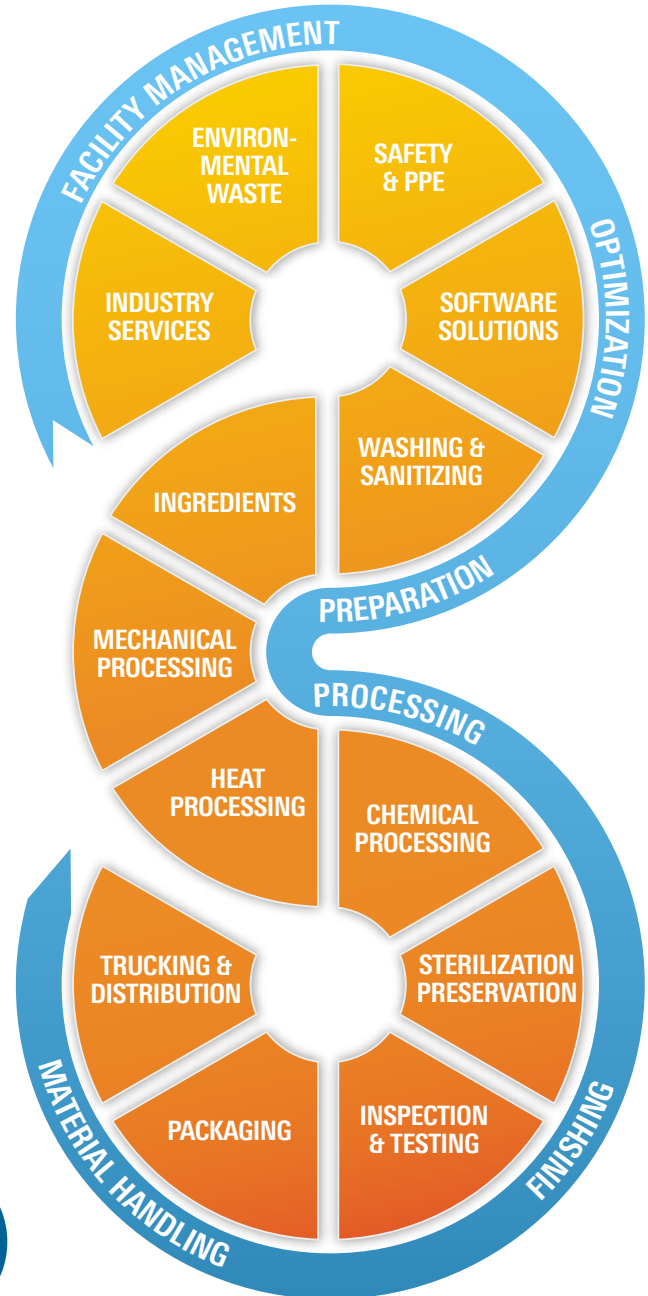 FACILITY MANAGEMENT
ENVIRON-
MENTAL
WASTE
SAFETY
& PPE
OPTIMIZATION
INDUSTRY
SERVICES
SOFTWARE
SOLUTIONS
WASHING &
SANITIZING
INGREDIENTS
PREPARATION
MECHANICAL
PROCESSING
PROCESSING
HEAT
PROCESSING
CHEMICAL
PROCESSING
STERILIZATION
PRESERVATION
TRUCKING &
DISTRIBUTION
PACKAGING
INSPECTION
& TESTING
FINISHING
MATERIAL HANDLING